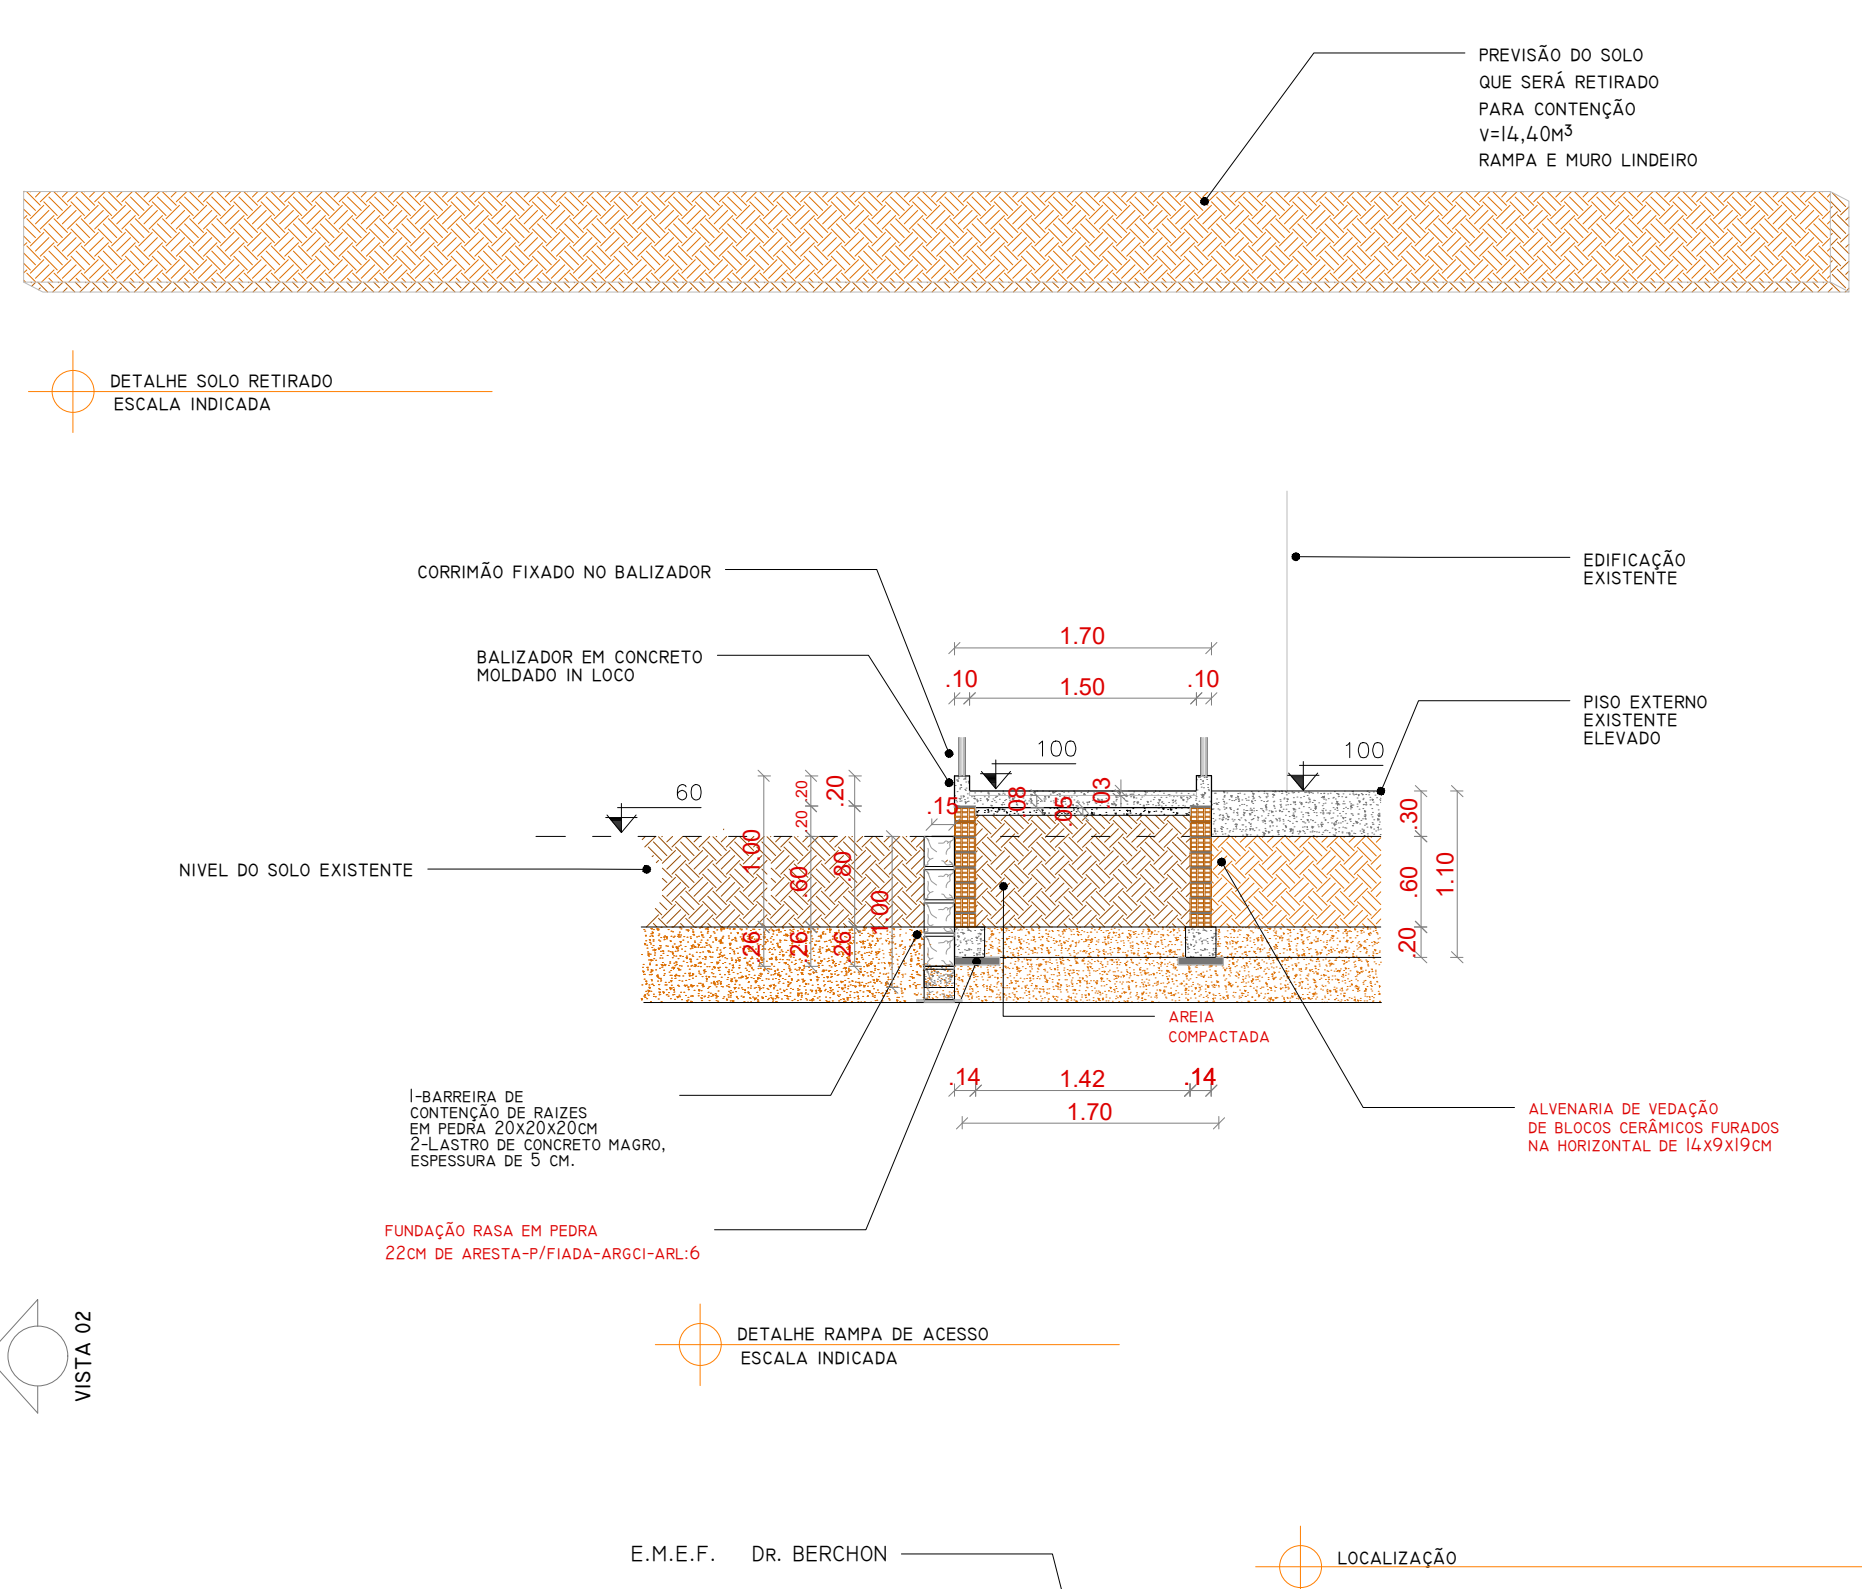 PREVISÃO DO SOLO
QUE SERÁ RETIRADO
PARA CONTENÇÃO
V=14,40M³
RAMPA E MURO LINDEIRO
DETALHE SOLO RETIRADO
ESCALA INDICADA
CORRIMÃO FIXADO NO BALIZADOR
EDIFICAÇÃO
EXISTENTE
BALIZADOR EM CONCRETO
MOLDADO IN LOCO
1.70
.10
1.50
.10
PISO EXTERNO
EXISTENTE
ELEVADO
100
100
60
NIVEL DO SOLO EXISTENTE
1.00
.26
.20
.20
.60
.26
.20
.80
.26
1.00
.15
.08
.05
.03
.30
.60
.20
1.10
AREIA
COMPACTADA
.14
1.42
.14
1.70
1-BARREIRA DE
CONTENÇÃO DE RAIZES
EM PEDRA 20X20X20CM
2-LASTRO DE CONCRETO MAGRO,
ESPESSURA DE 5 CM.
ALVENARIA DE VEDAÇÃO
DE BLOCOS CERÂMICOS FURADOS
NA HORIZONTAL DE 14X9X19CM
FUNDAÇÃO RASA EM PEDRA
22CM DE ARESTA-P/FIADA-ARGCI-ARL:6
VISTA 02
DETALHE RAMPA DE ACESSO
ESCALA INDICADA
E.M.E.F. DR. BERCHON
LOCALIZAÇÃO